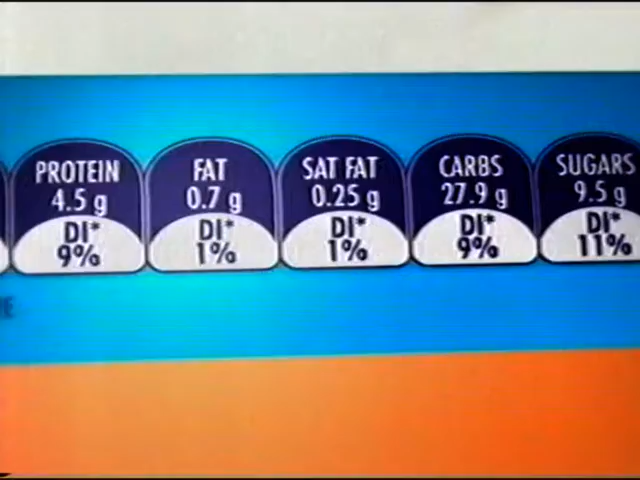 PROTEIN
4.5 g
DI*
9%
FAT
0.7 g
DI*
1%
SAT FAT
0.25 g
DI*
1%
CARBS
27.9 g
DI*
9%
SUGARS
9.5 g
DI*
11%